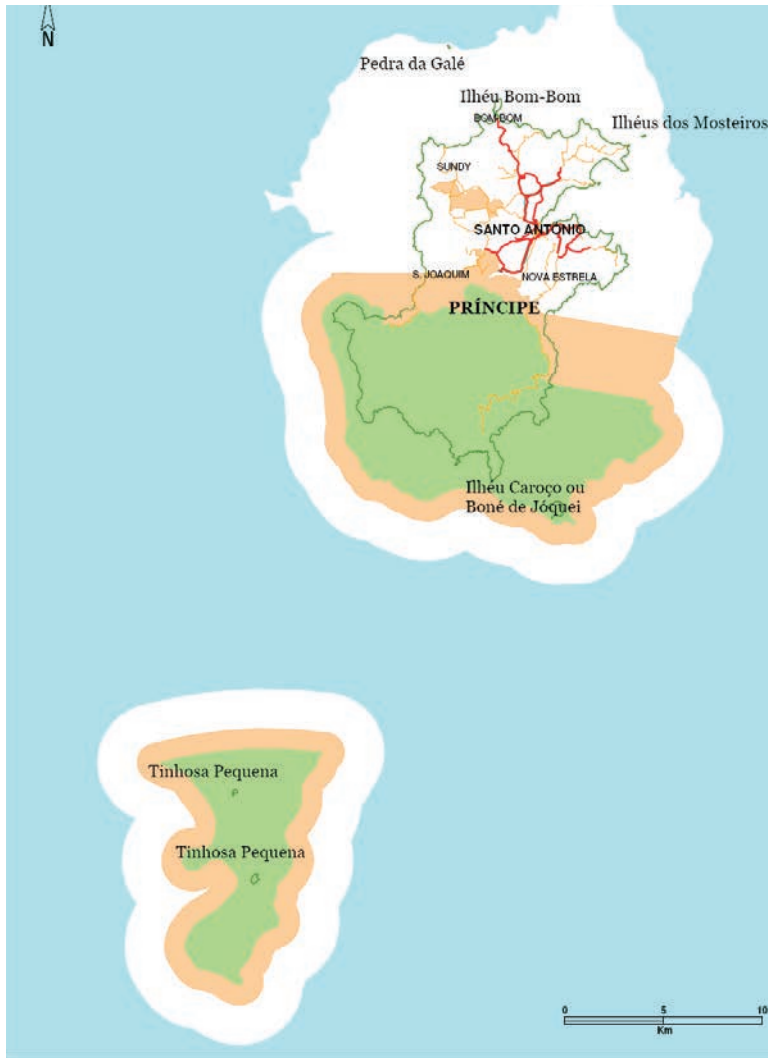 N
Pedra da Galé
Ilhéu Bom-Bom
BOM BOM
Ilhéus dos Mosteiros
SUNDY
SANTO ANTÓNIO
S. JOAQUIM
NOVA ESTRELA
PRÍNCIPE
Ilhéu Caroço ou
Boné de Jóquei
Tinhosa Pequena
Tinhosa Pequena
0 5 10
Km